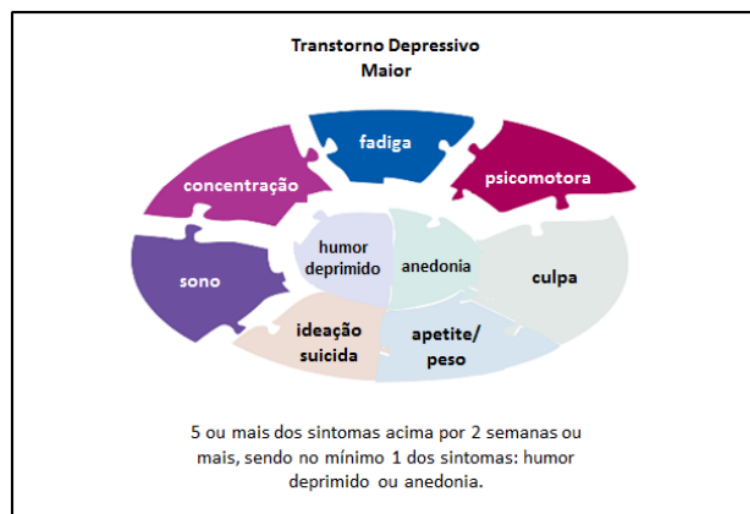 Transtorno Depressivo
Maior
fadiga
concentração
psicomotora
humor
deprimido
anedonia
sono
culpa
ideação
suicida
apetite/
peso
5 ou mais dos sintomas acima por 2 semanas ou
mais, sendo no mínimo 1 dos sintomas: humor
deprimido ou anedonia.